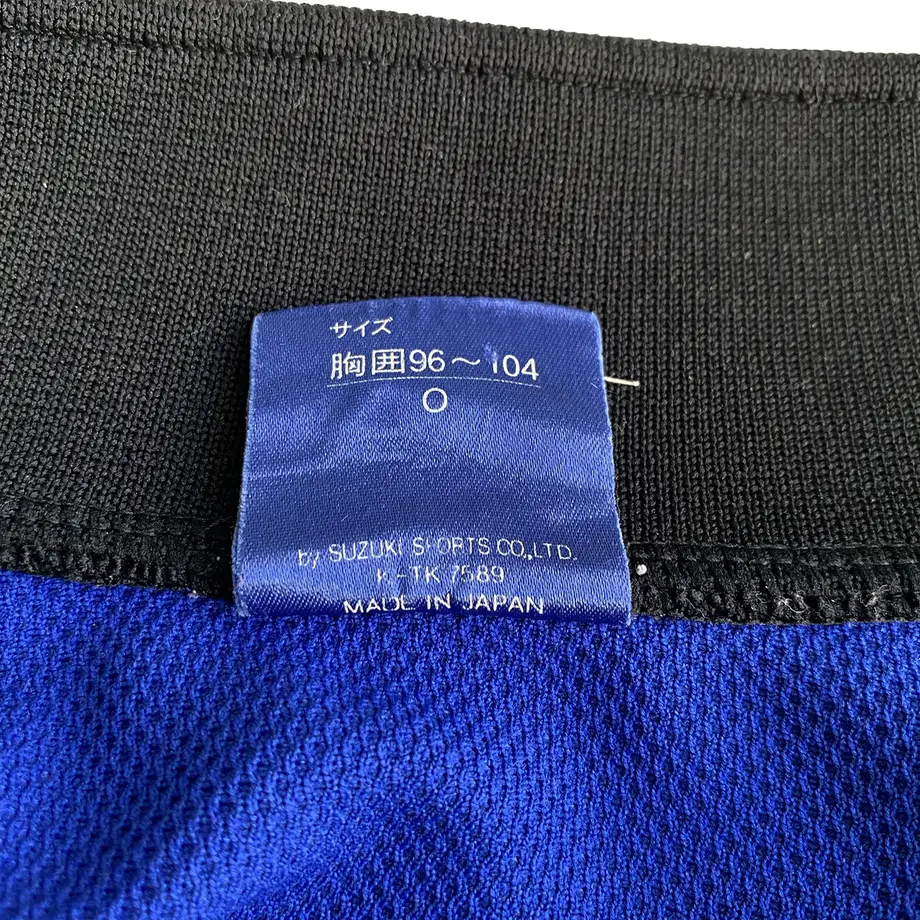 サイズ
胸囲96～104
O
by SUZUKI SPORTS CO.,LTD.
K-TK 7589
MADE IN JAPAN